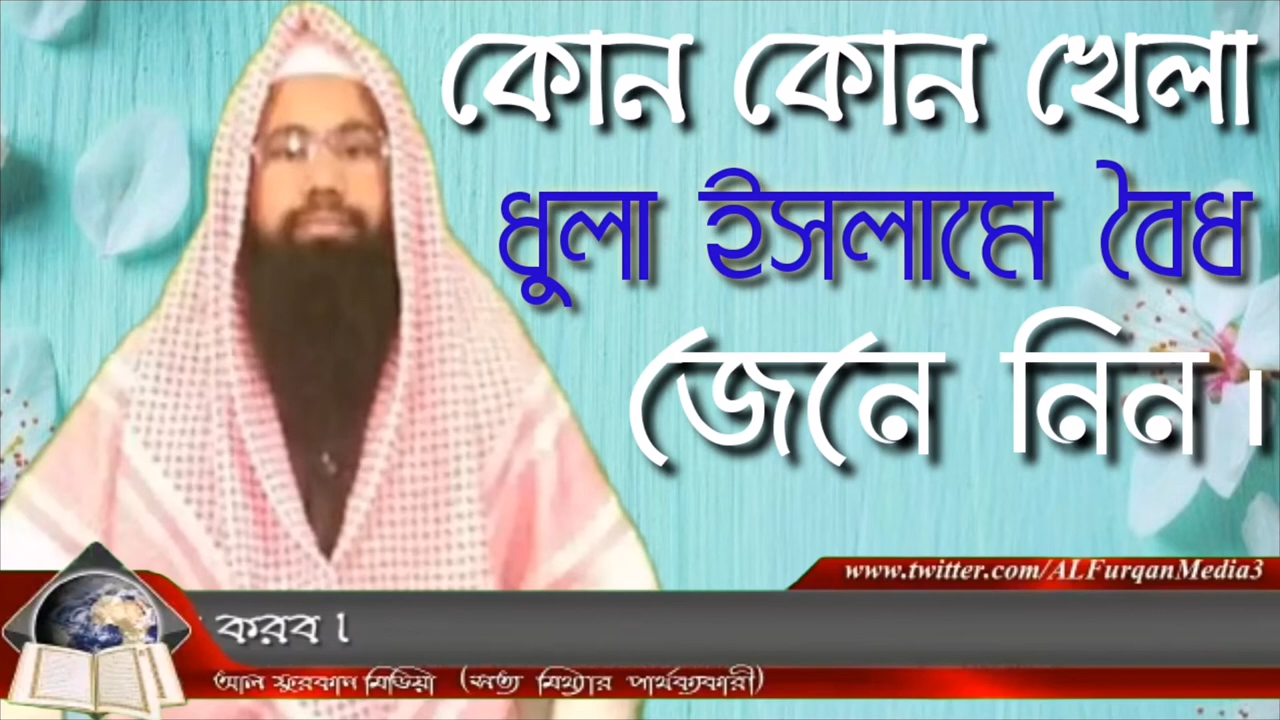 কোন কোন খেলা
ধুলা ইসলামে বৈধ
জেনে নিন।
www.twitter.com/ALFurqanMedia3
করব।
আল ফুরকান মিডিয়া (সত্য মিথ্যার পার্থক্যকারী)